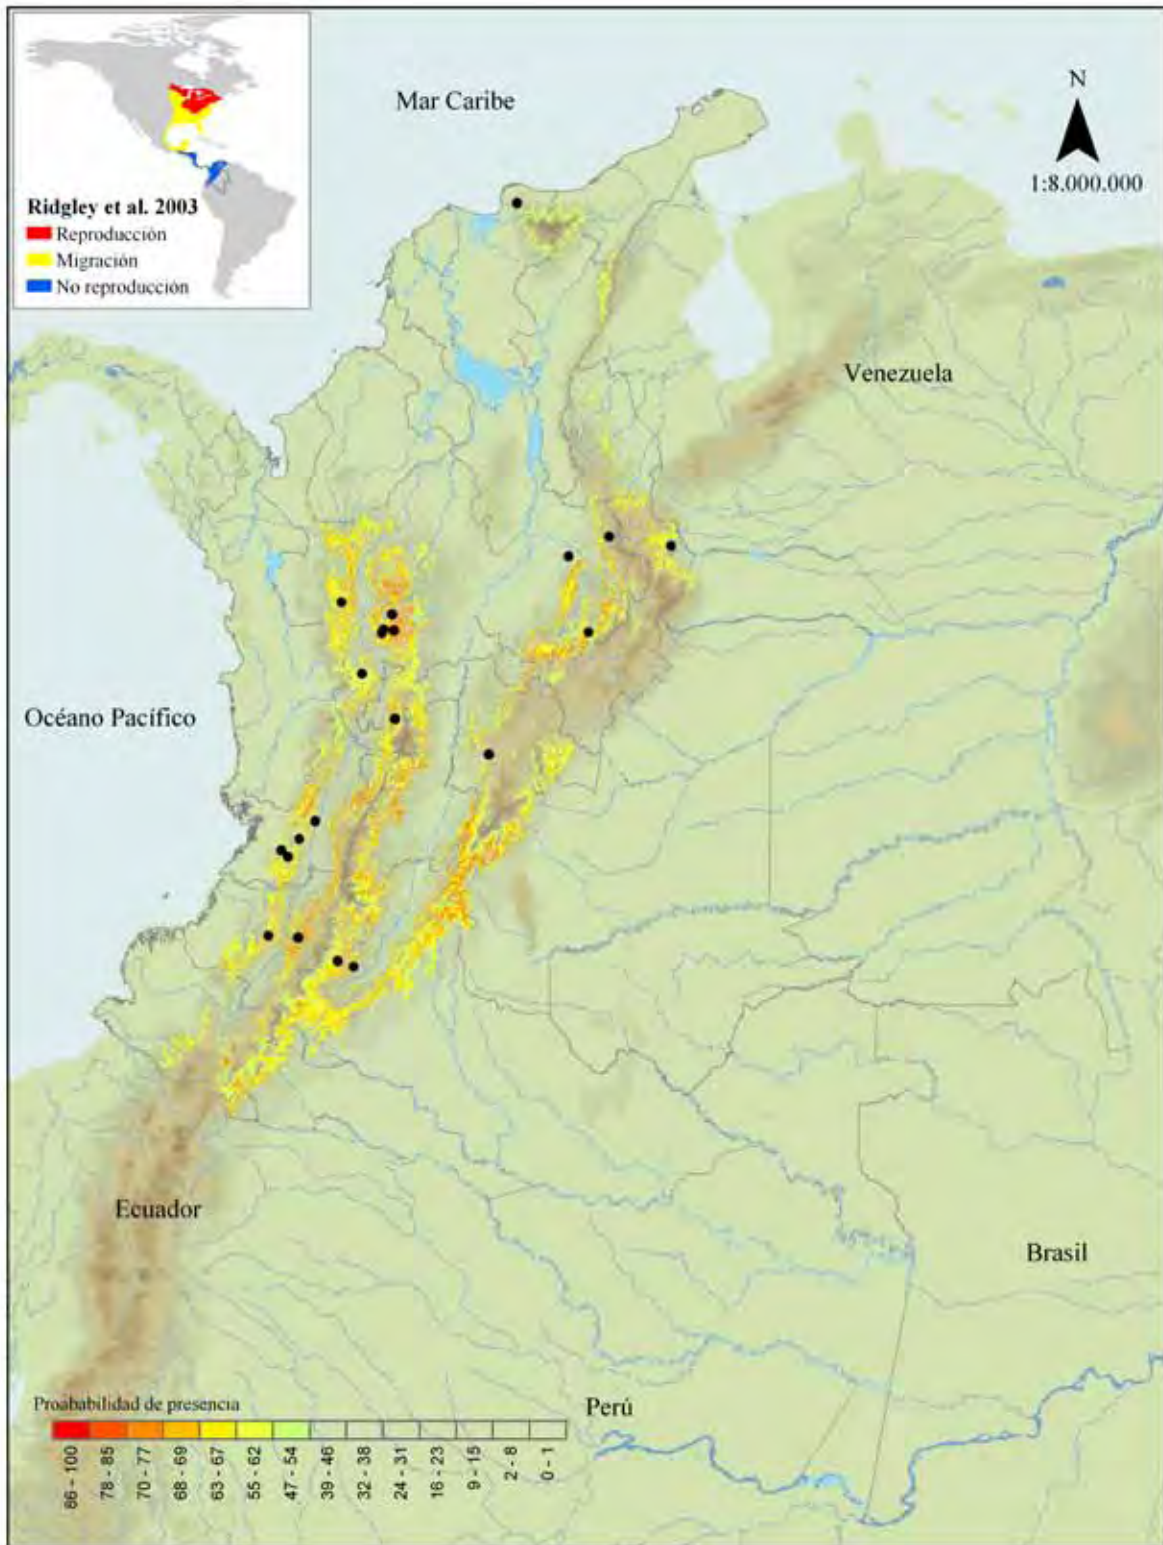 Mar Caribe
N
1:8.000.000
Ridgley et al. 2003
Reproducción
Migración
No reproducción
Venezuela
Océano Pacífico
Ecuador
Brasil
Perú
Proababilidad de presencia
86 - 100
78 - 85
70 - 77
68 - 69
63 - 67
55 - 62
47 - 54
39 - 46
32 - 38
24 - 31
16 - 23
9 - 15
2 - 8
0 - 1